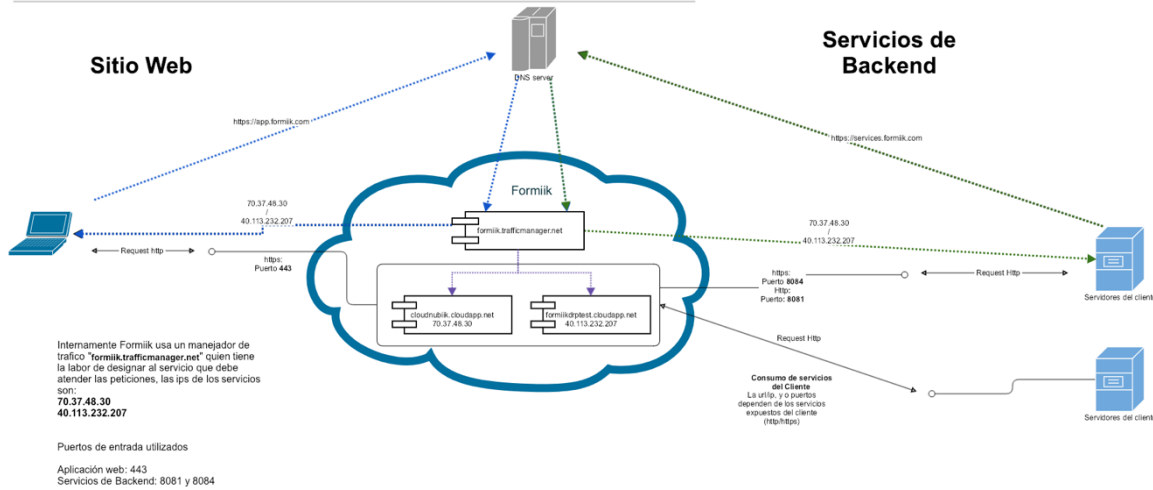 Sitio Web
Servicios de
Backend
DNS server
https://app.formiik.com
https://services.formiik.com
Formiik
70.37.48.30
/
40.113.232.207
formiik.trafficmanager.net
70.37.48.30
/
40.113.232.207
Request http
https:
Puerto 443
https:
Puerto 8084
Http:
Puerto: 8081
Request Http
Servidores del cliente
cloudnubiik.cloudapp.net
70.37.48.30
formiikdrptest.cloudapp.net
40.113.232.207
Request Http
Internamente Formiik usa un manejador de
trafico "formiik.trafficmanager.net" quien tiene
la labor de designar al servicio que debe
atender las peticiones, las ips de los servicios
son:
70.37.48.30
40.113.232.207
Consumo de servicios
del Cliente
La url/ip, y o puertos
dependen de los servicios
expuestos del cliente
(http/https)
Servidores del client
Puertos de entrada utilizados
Aplicación web: 443
Servicios de Backend: 8081 y 8084